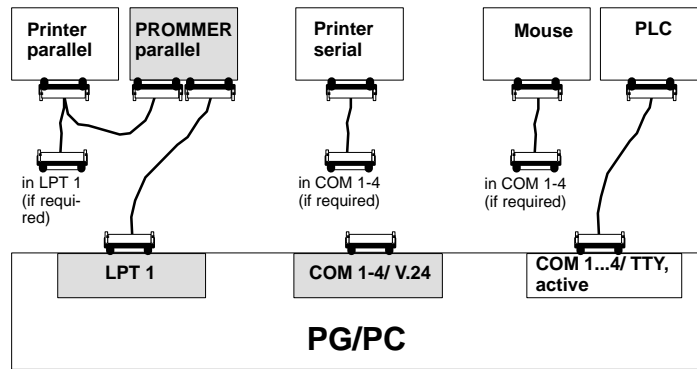 Printer
parallel
PROMMER
parallel
Printer
serial
Mouse
PLC
in LPT 1
(if requi-
red)
in COM 1-4
(if required)
in COM 1-4
(if required)
LPT 1
COM 1-4/ V.24
COM 1...4/ TTY,
active
PG/PC